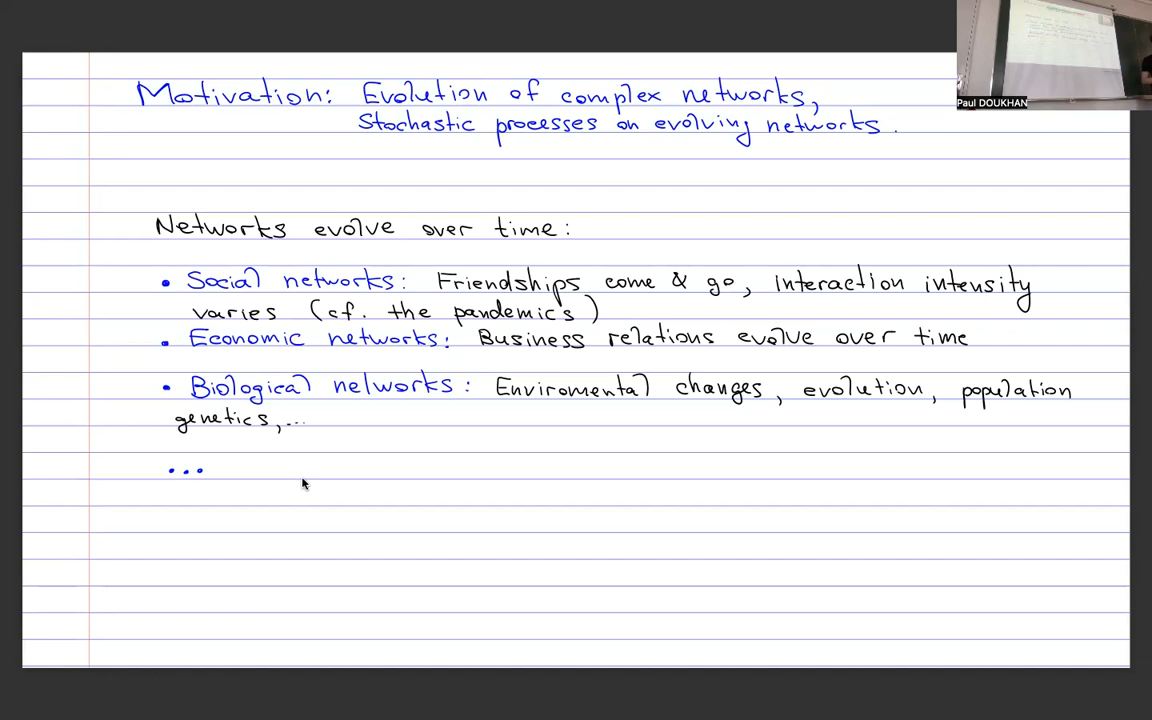 Motivation: Evolution of complex networks,
Stochastic processes on evolving networks.
Networks evolve over time:
• Social networks: Friendships come & go, interaction intensity
varies (cf. the pandemics)
• Economic networks: Business relations evolve over time
• Biological networks: Enviromental changes, evolution, population
genetics,...
...
Paul DOUKHAN